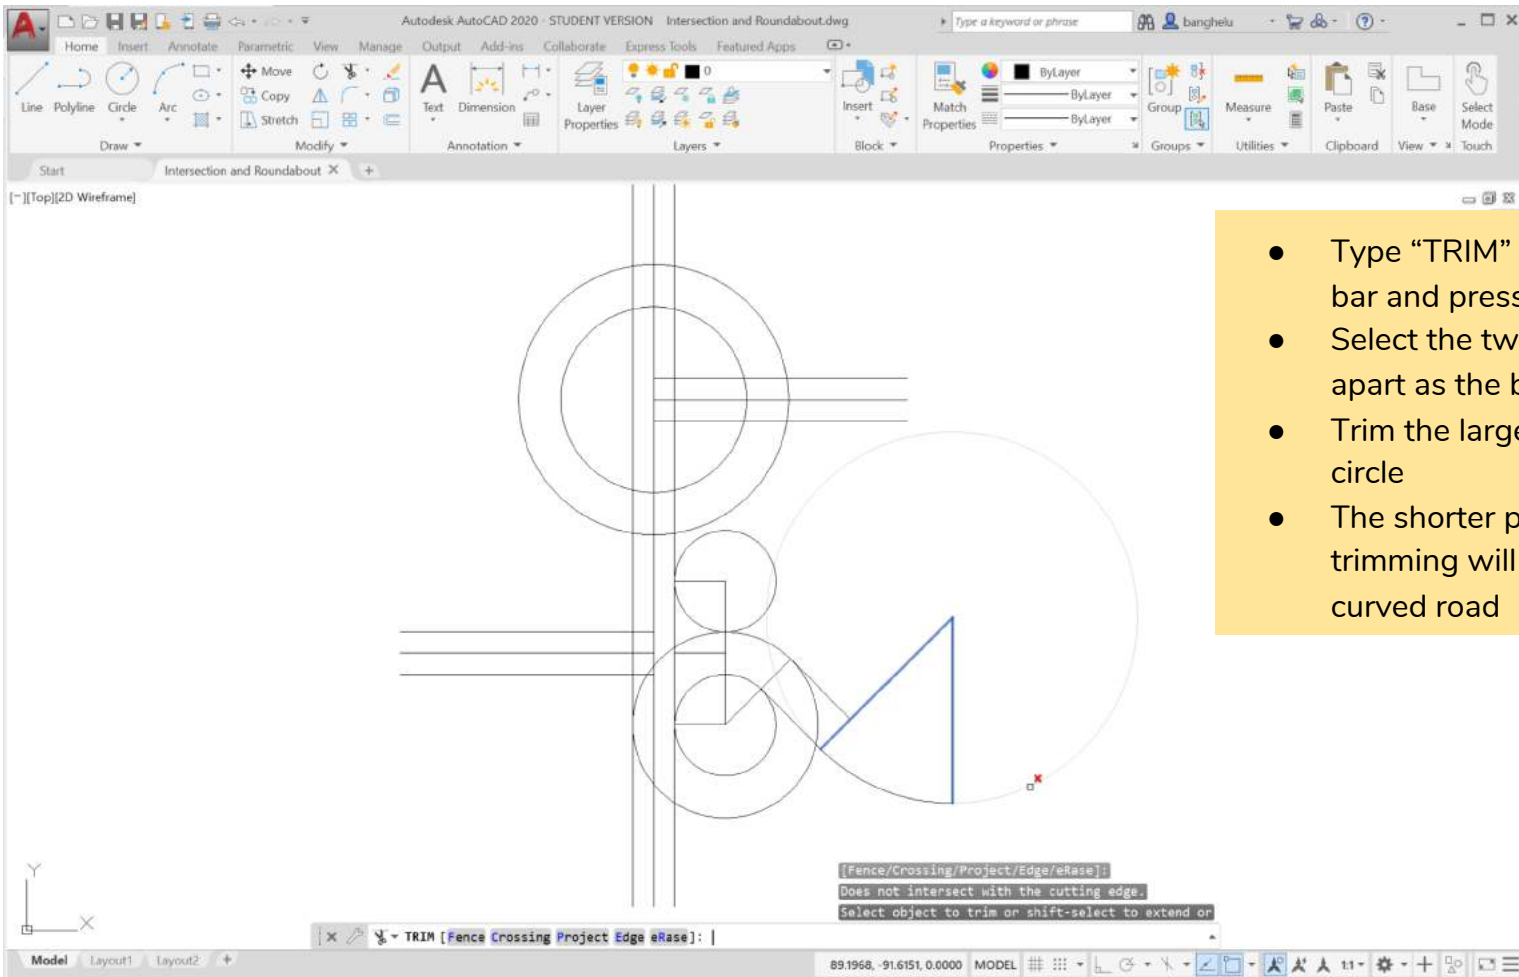 Autodesk AutoCAD 2020 - STUDENT VERSION Intersection and Roundabout.dwg Type a keyword or phrase banghelu
Home Insert Annotate Parametric View Manage Output Add-ins Collaborate Express Tools Featured Apps
Move 0 ByLayer
Line Polyline Circle Arc Copy Text Dimension Layer Properties Insert Match Properties ByLayer Group Measure Paste Base Select Mode
Stretch ByLayer
Draw Modify Annotation Layers Block Properties Groups Utilities Clipboard View Touch
Start Intersection and Roundabout
[-][Top][2D Wireframe]
● Type “TRIM”
bar and press
● Select the tw
apart as the b
● Trim the large
circle
● The shorter p
trimming will
curved road
Y
X
[Fence/Crossing/Project/Edge/eRase]:
Does not intersect with the cutting edge.
Select object to trim or shift-select to extend or
TRIM [Fence Crossing Project Edge eRase]:
Model Layout1 Layout2 + 89.1968, -91.6151, 0.0000 MODEL 1:1